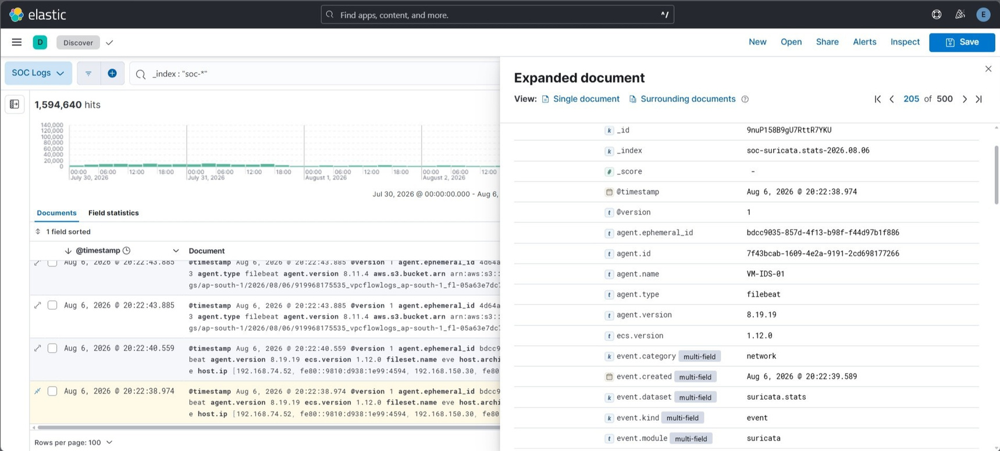 elastic
Find apps, content, and more.
^/
E
D
Discover
New
Open
Share
Alerts
Inspect
Save
SOC Logs
_index : "soc-*"
1,594,640 hits
140,000
120,000
100,000
80,000
60,000
40,000
20,000
0
00:00 06:00 12:00 18:00 00:00 06:00 12:00 18:00 00:00 06:00 12:00 18:00 00:00 06:00 12:00
July 30, 2026 July 31, 2026 August 1, 2026 August 2, 2026
Jul 30, 2026 @ 00:00:00.000 - Aug 6,
Documents
Field statistics
1 field sorted
@timestamp
Document
Aug 6, 2026 @ 20:22:43.885
@timestamp Aug 6, 2026 @ 20:22:43.885 @version 1 agent.ephemeral_id 4d64a
3 agent.type filebeat agent.version 8.11.4 aws.s3.bucket.arn arn:aws:s3::
gs/ap-south-1/2026/08/06/919968175535_vpcflowlogs_ap-south-1_fl-05a63e7dc
Aug 6, 2026 @ 20:22:43.885
@timestamp Aug 6, 2026 @ 20:22:43.885 @version 1 agent.ephemeral_id 4d64a
3 agent.type filebeat agent.version 8.11.4 aws.s3.bucket.arn arn:aws:s3::
gs/ap-south-1/2026/08/06/919968175535_vpcflowlogs_ap-south-1_fl-05a63e7dc
Aug 6, 2026 @ 20:22:40.559
@timestamp Aug 6, 2026 @ 20:22:40.559 @version 1 agent.ephemeral_id bdcc9
beat agent.version 8.19.19 ecs.version 1.12.0 fileset.name eve host.archi
e host.ip [192.168.74.52, fe80::9810:d938:1e99:4594, 192.168.150.30, fe80
Aug 6, 2026 @ 20:22:38.974
@timestamp Aug 6, 2026 @ 20:22:38.974 @version 1 agent.ephemeral_id bdcc9
beat agent.version 8.19.19 ecs.version 1.12.0 fileset.name eve host.archi
e host.ip [192.168.74.52, fe80::9810:d938:1e99:4594, 192.168.150.30, fe80
Rows per page: 100
Expanded document
View: Single document Surrounding documents
205 of 500
k _id 9nuP158B9gU7RttR7YKU
k _index soc-suricata.stats-2026.08.06
# _score -
@timestamp Aug 6, 2026 @ 20:22:38.974
t @version 1
t agent.ephemeral_id bdcc9035-857d-4f13-b98f-f44d97b1f886
t agent.id 7f43bcab-1609-4e2a-9191-2cd698177266
t agent.name VM-IDS-01
t agent.type filebeat
t agent.version 8.19.19
t ecs.version 1.12.0
k event.category multi-field network
event.created multi-field Aug 6, 2026 @ 20:22:39.589
k event.dataset multi-field suricata.stats
k event.kind multi-field event
t event.module multi-field suricata